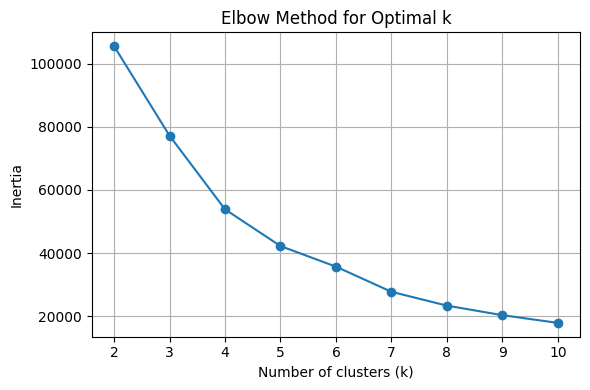 Elbow Method for Optimal k
100000
80000
60000
40000
20000
Inertia
2 3 4 5 6 7 8 9 10
Number of clusters (k)